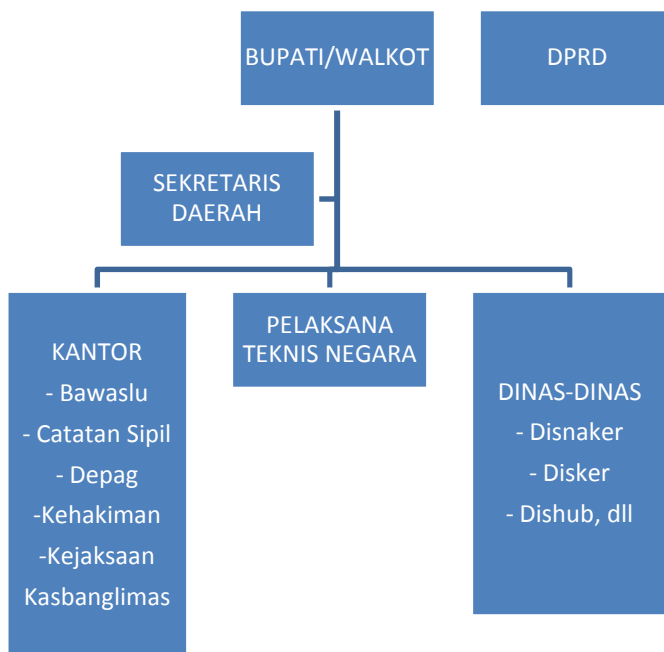 BUPATI/WALKOT
DPRD
SEKRETARIS
DAERAH
KANTOR
- Bawaslu
- Catatan Sipil
- Depag
-Kehakiman
-Kejaksaan
Kasbanglimas
PELAKSANA
TEKNIS NEGARA
DINAS-DINAS
- Disnaker
- Disker
- Dishub, dll